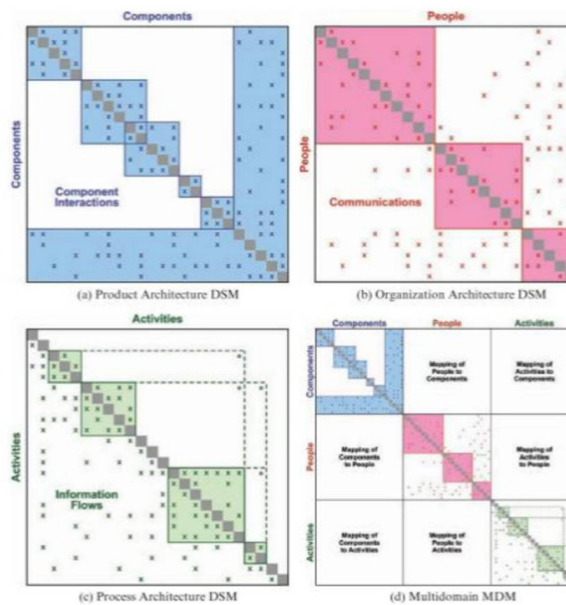 Components
Components
Component
Interactions
(a) Product Architecture DSM
People
People
Communications
(b) Organization Architecture DSM
Activities
Activities
Information
Flows
(c) Process Architecture DSM
Components
People
Activities
Components
Mapping of
People to
Components
Mapping of
Activities to
Components
People
Mapping of
Components
to People
Mapping of
Activities
to People
Activities
Mapping of
Components
to Activities
Mapping of
People to
Activities
(d) Multidomain MDM